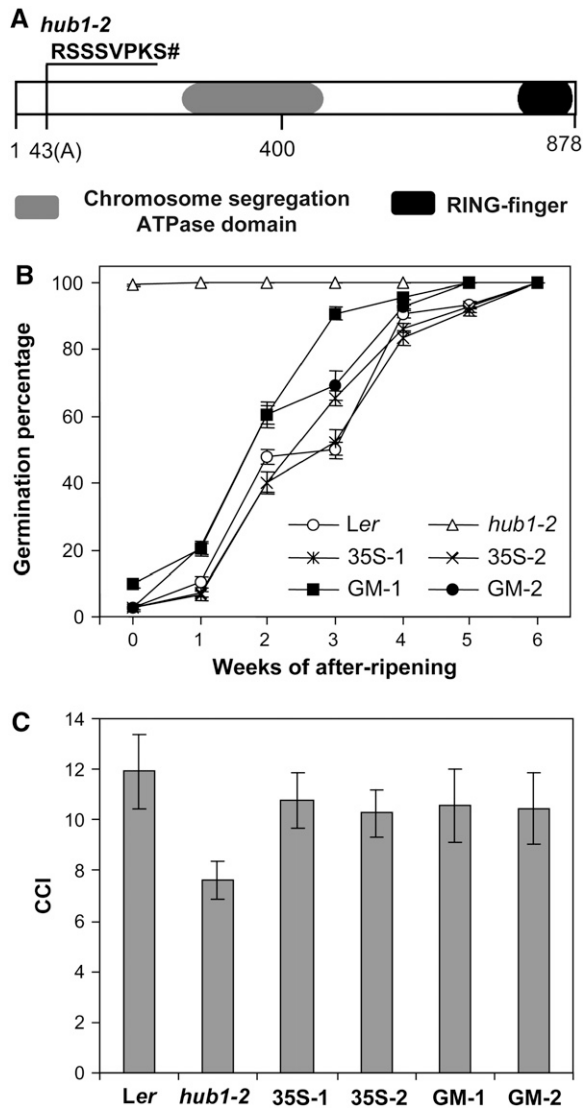 A
hub1-2
RSSSVPKS#
1 43(A) 400 878
Chromosome segregation
ATPase domain
RING-finger
B
Germination percentage
100
80
60
40
20
0
Ler hub1-2
35S-1 35S-2
GM-1 GM-2
0 1 2 3 4 5 6
Weeks of after-ripening
C
CCI
14
12
10
8
6
4
2
0
Ler hub1-2 35S-1 35S-2 GM-1 GM-2